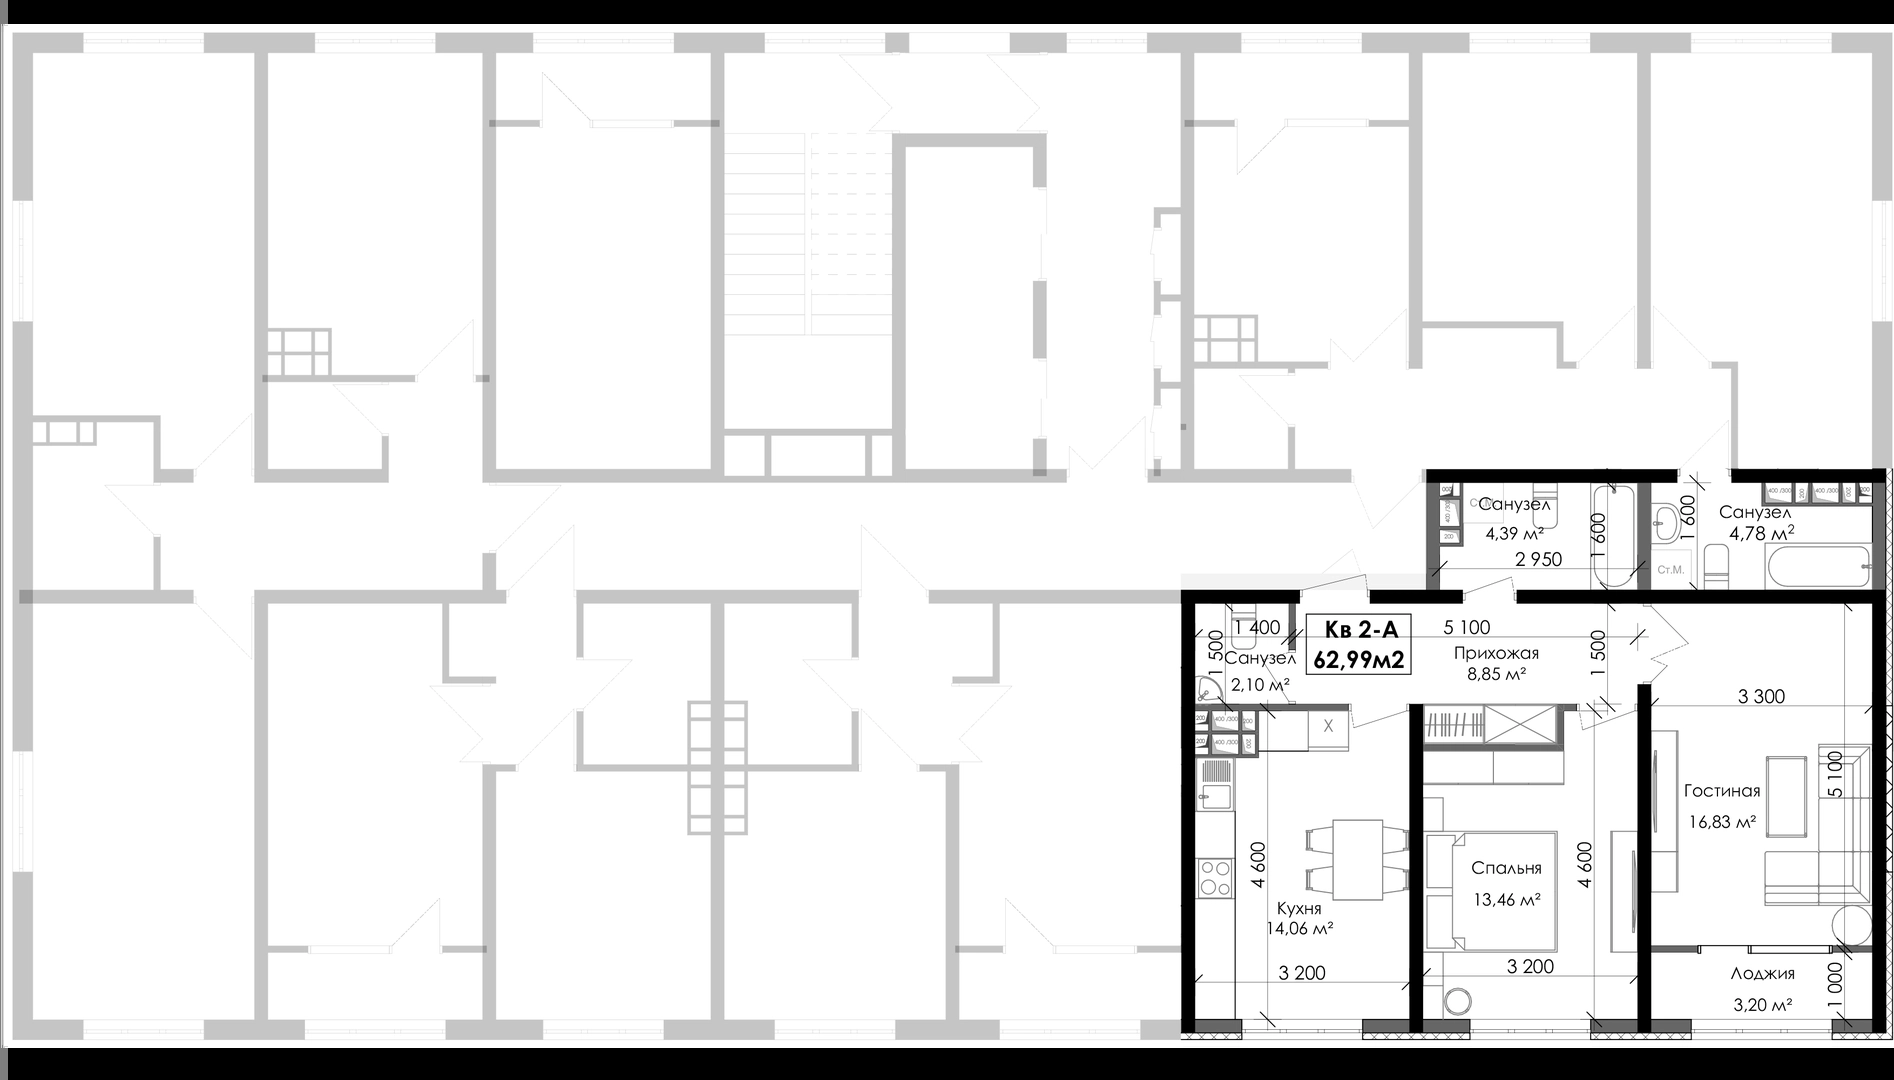 Санузел
4,39 м²
2 950
1 600
Санузел
4,78 м²
1 600
Ст.М.
1 400
1 500
Санузел
2,10 м²
Кв 2-А
62,99м2
5 100
Прихожая
8,85 м²
1 500
3 300
X
Гостиная
16,83 м²
5 100
Кухня
14,06 м²
4 600
3 200
Спальня
13,46 м²
4 600
3 200
Лоджия
3,20 м²
1 000